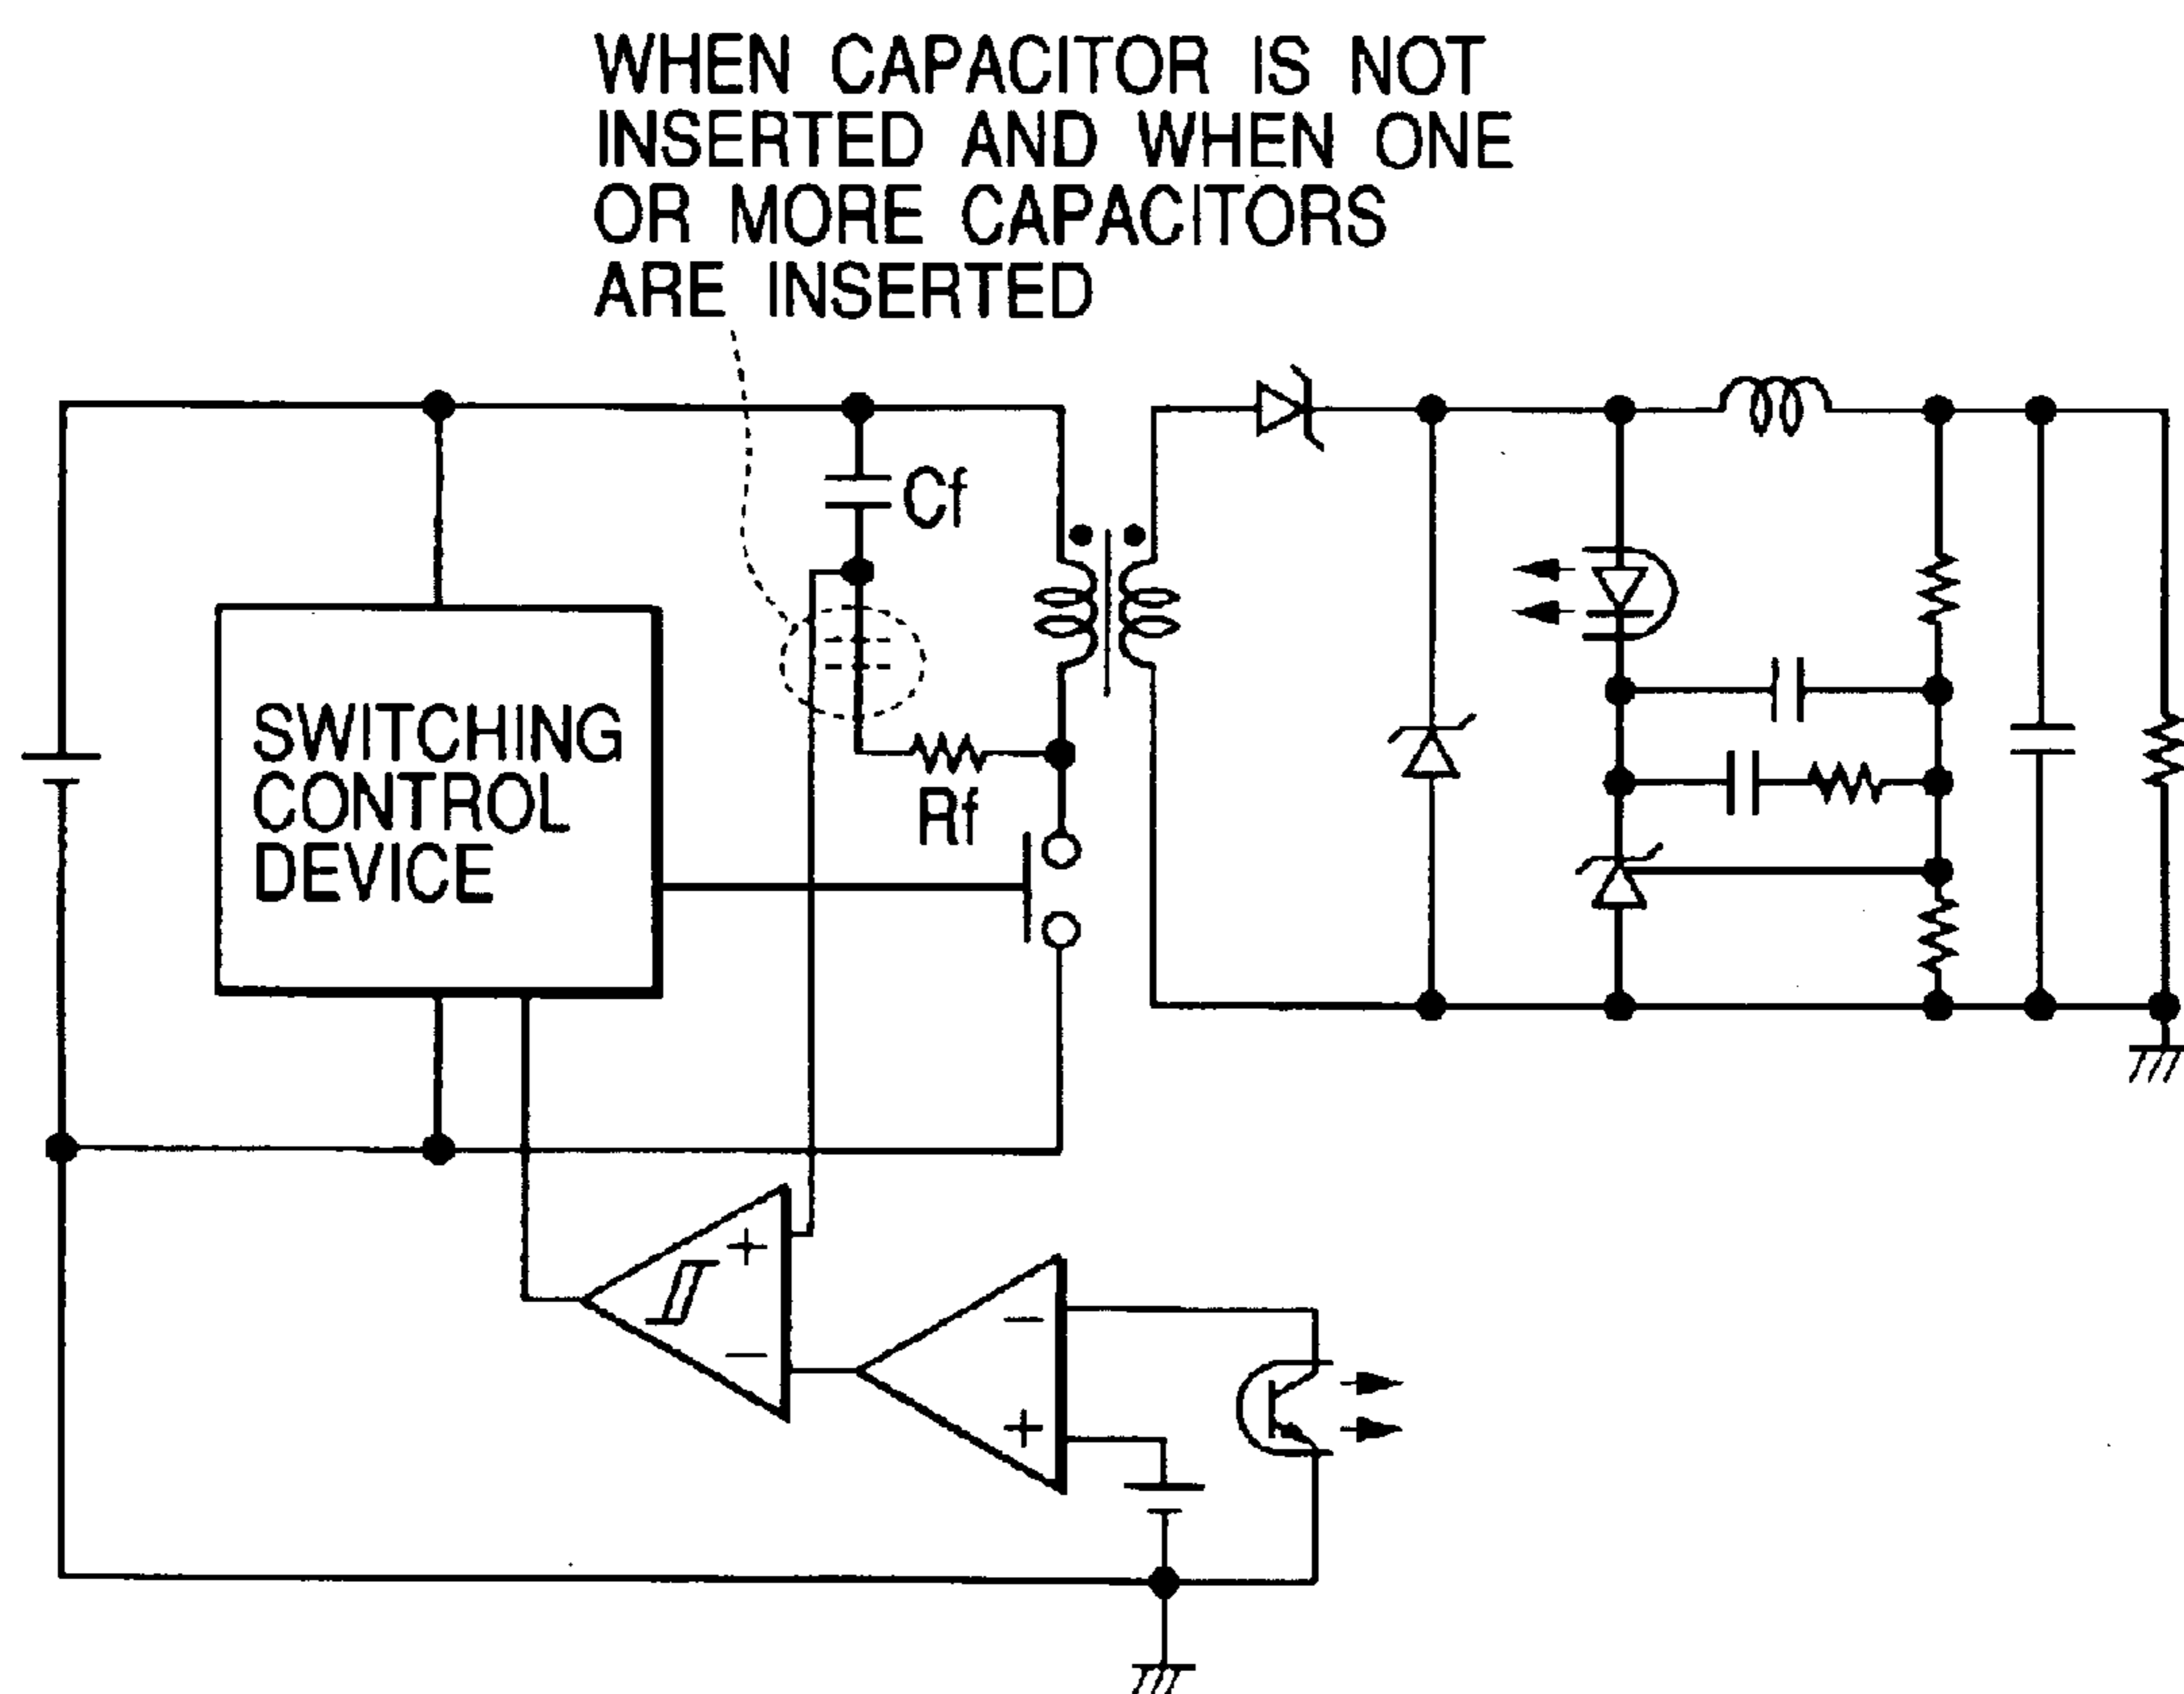 WHEN CAPACITOR IS NOT
INSERTED AND WHEN ONE
OR MORE CAPACITORS
ARE INSERTED
Cf
SWITCHING
CONTROL
DEVICE
Rf
+
−
−
+